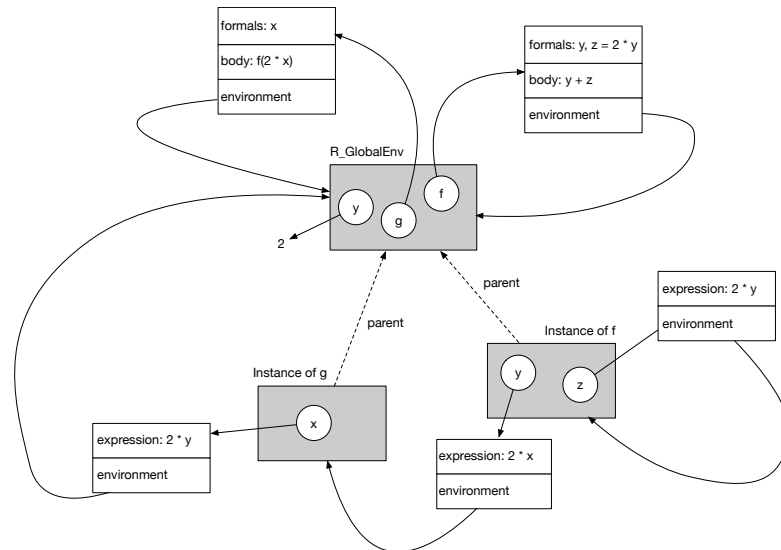 formals: x
body: f(2 * x)
environment
formals: y, z = 2 * y
body: y + z
environment
R_GlobalEnv
f
y
g
2
parent
parent
expression: 2 * y
environment
Instance of f
y
z
Instance of g
x
expression: 2 * y
environment
expression: 2 * x
environment